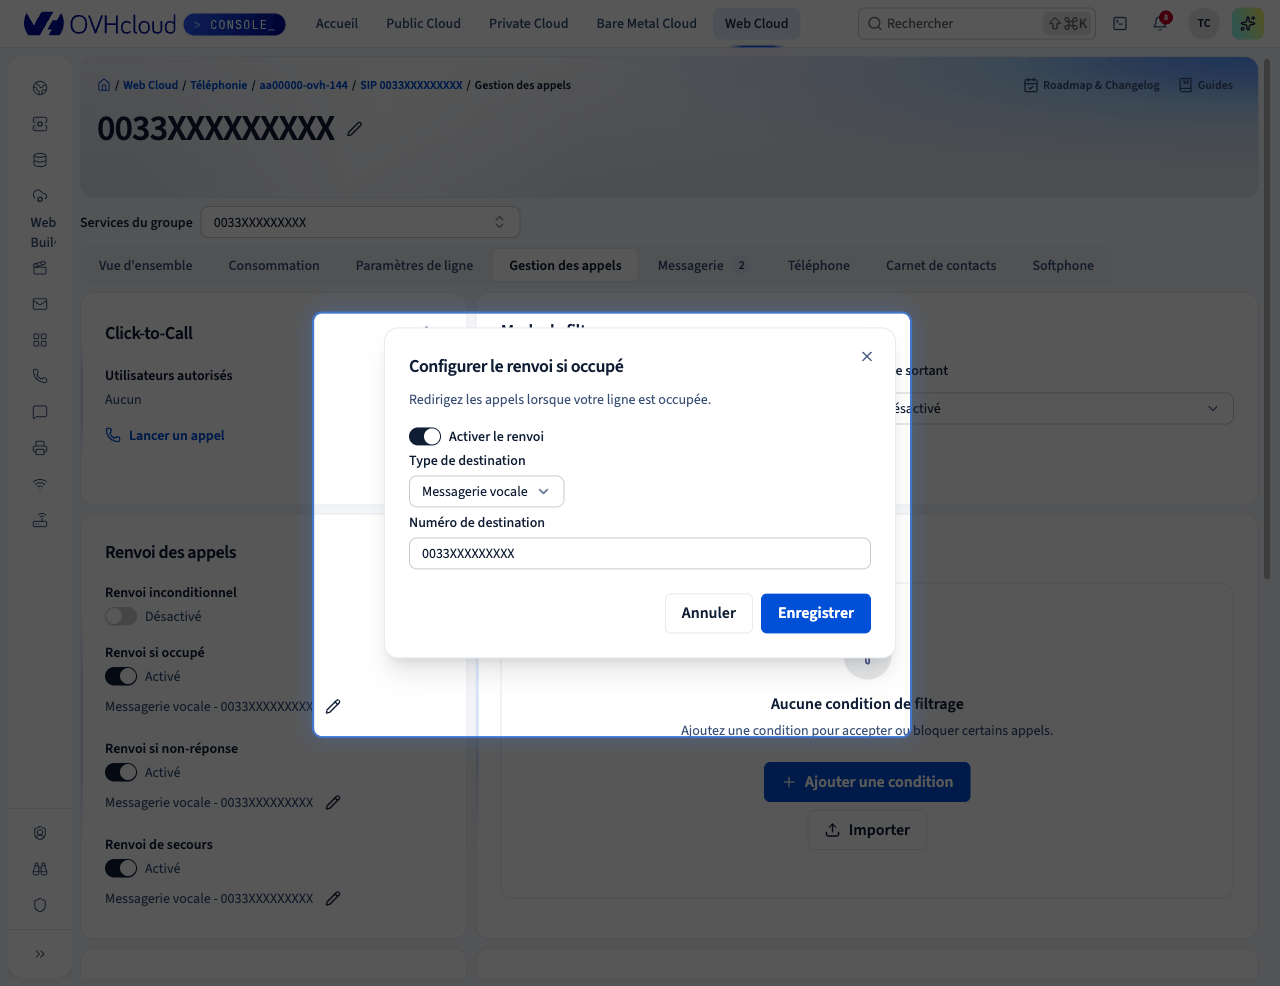 OVHcloud > CONSOLE_ Accueil Public Cloud Private Cloud Bare Metal Cloud Web Cloud Rechercher ⇧⌘K 8 TC
/ Web Cloud / Téléphonie / aa00000-ovh-144 / SIP 0033XXXXXXXXX / Gestion des appels Roadmap & Changelog Guides
0033XXXXXXXXX
Services du groupe 0033XXXXXXXXX
Web
Vue d'ensemble Consommation Paramètres de ligne Gestion des appels Messagerie 2 Téléphone Carnet de contacts Softphone
Click-to-Call
Utilisateurs autorisés
Aucun
Lancer un appel
sortant
Configurer le renvoi si occupé
Redirigez les appels lorsque votre ligne est occupée.
Activer le renvoi
Type de destination
Messagerie vocale
Numéro de destination
0033XXXXXXXXX
Annuler Enregistrer
Renvoi des appels
Renvoi inconditionnel
Désactivé
Renvoi si occupé
Activé
Messagerie vocale - 0033XXXXXXXXX
Renvoi si non-réponse
Activé
Messagerie vocale - 0033XXXXXXXXX
Renvoi de secours
Activé
Messagerie vocale - 0033XXXXXXXXX
Aucune condition de filtrage
Ajoutez une condition pour accepter ou bloquer certains appels.
+ Ajouter une condition
Importer